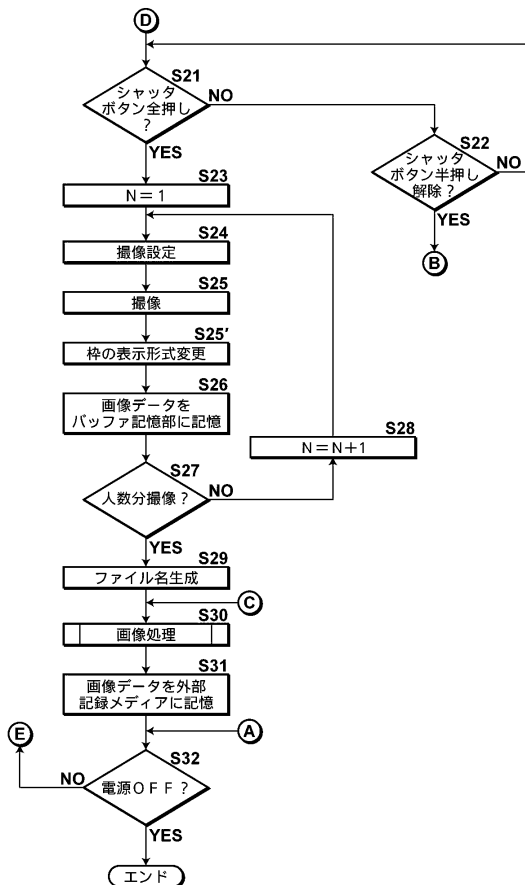 D
S21
シャッタ
ボタン全押し
?
NO
YES
S22
シャッタ
ボタン半押し
解除?
NO
YES
B
S23
N=1
S24
撮像設定
S25
撮像
S25′
枠の表示形式変更
S26
画像データを
バッファ記憶部に記憶
S28
N=N+1
S27
人数分撮像?
NO
YES
S29
ファイル名生成
C
S30
画像処理
S31
画像データを外部
記録メディアに記憶
A
E
S32
電源OFF?
NO
YES
エンド